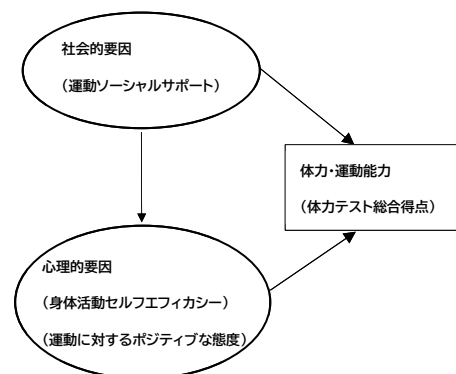 社会的要因
（運動ソーシャルサポート）
体力・運動能力
（体力テスト総合得点）
心理的要因
（身体活動セルフエフィカシー）
（運動に対するポジティブな態度）